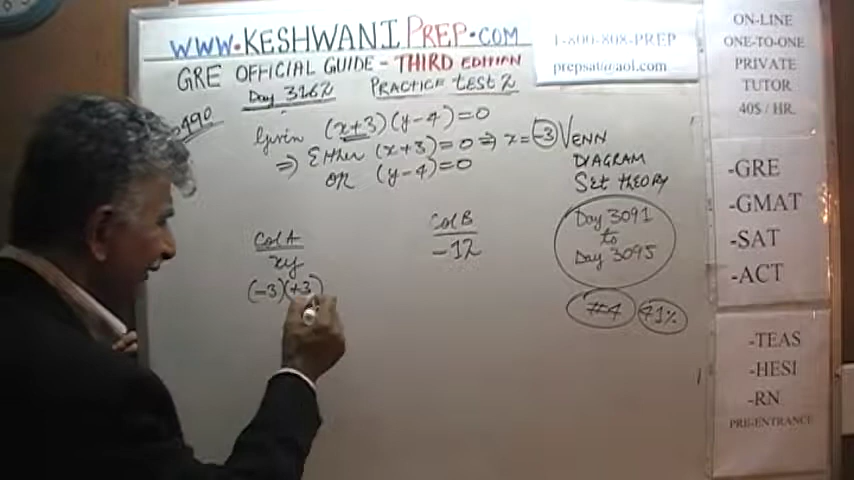 WWW.KESHWANIPREP.COM
GRE OFFICIAL GUIDE - THIRD EDITION
Day 3162 PRACTICE TEST 2
Given (x+3)(y-4)=0
⇒ Either (x+3)=0 ⇒ x=-3
OR (y-4)=0
Col A
xy
(-3)(+3)
Col B
-12
VENN
DIAGRAM
Set theory
Day 3091
to
Day 3095
#4 41%
1-800-808-PREP
prepsat@aol.com
ON-LINE
ONE-TO-ONE
PRIVATE
TUTOR
40$ / HR.
-GRE
-GMAT
-SAT
-ACT
-TEAS
-HESI
-RN
PRE-ENTRANCE